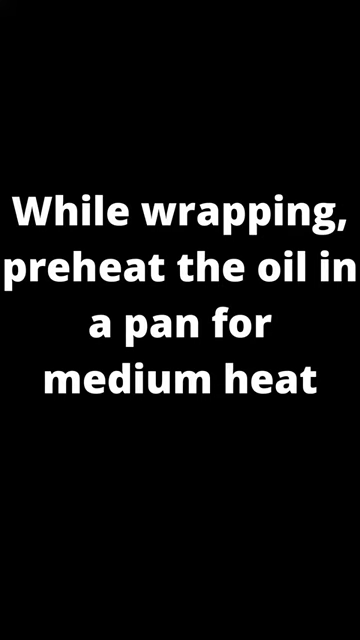 While wrapping,
preheat the oil in
a pan for
medium heat